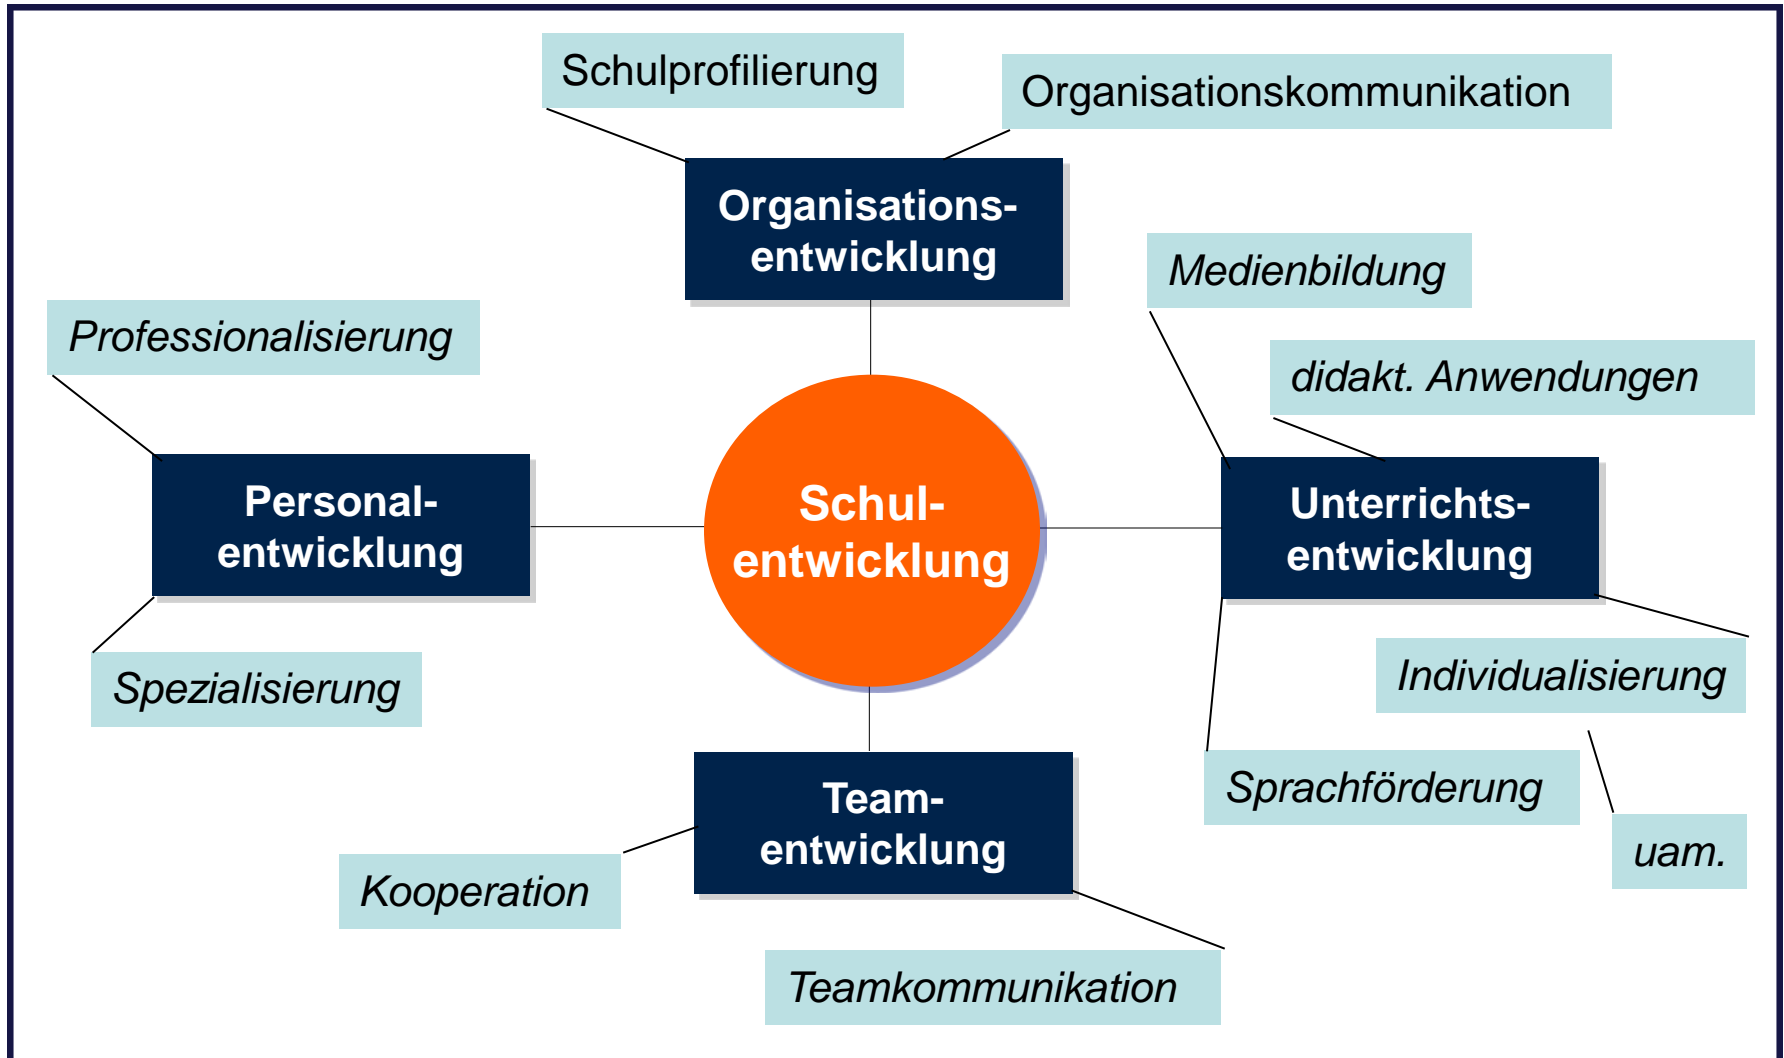 Schulprofilierung
Organisationskommunikation
Organisations-
entwicklung
Medienbildung
Professionalisierung
didakt. Anwendungen
Personal-
entwicklung
Schul-
entwicklung
Unterrichts-
entwicklung
Spezialisierung
Individualisierung
Sprachförderung
Team-
entwicklung
uam.
Kooperation
Teamkommunikation